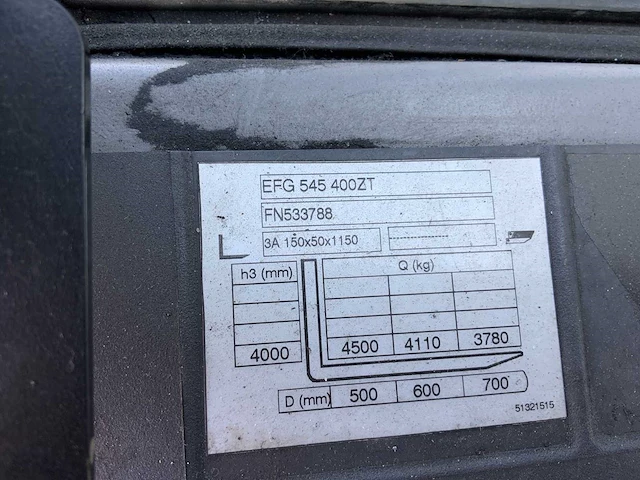 EFG 545 400ZT
FN533788
3A 150x50x1150 ------------
h3 (mm) Q (kg)
4000 4500 4110 3780
D (mm) 500 600 700
51321515